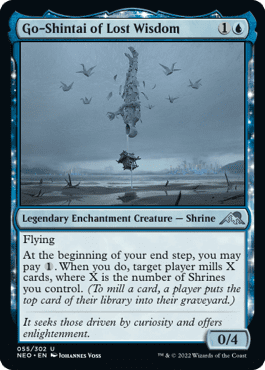 Go-Shintai of Lost Wisdom 1
Legendary Enchantment Creature — Shrine
Flying
At the beginning of your end step, you may
pay 1. When you do, target player mills X
cards, where X is the number of Shrines
you control. (To mill a card, a player puts the
top card of their library into their graveyard.)
It seeks those driven by curiosity and offers
enlightenment.
0/4
055/302 U
NEO • EN Johannes Voss
™ & © 2022 Wizards of the Coast